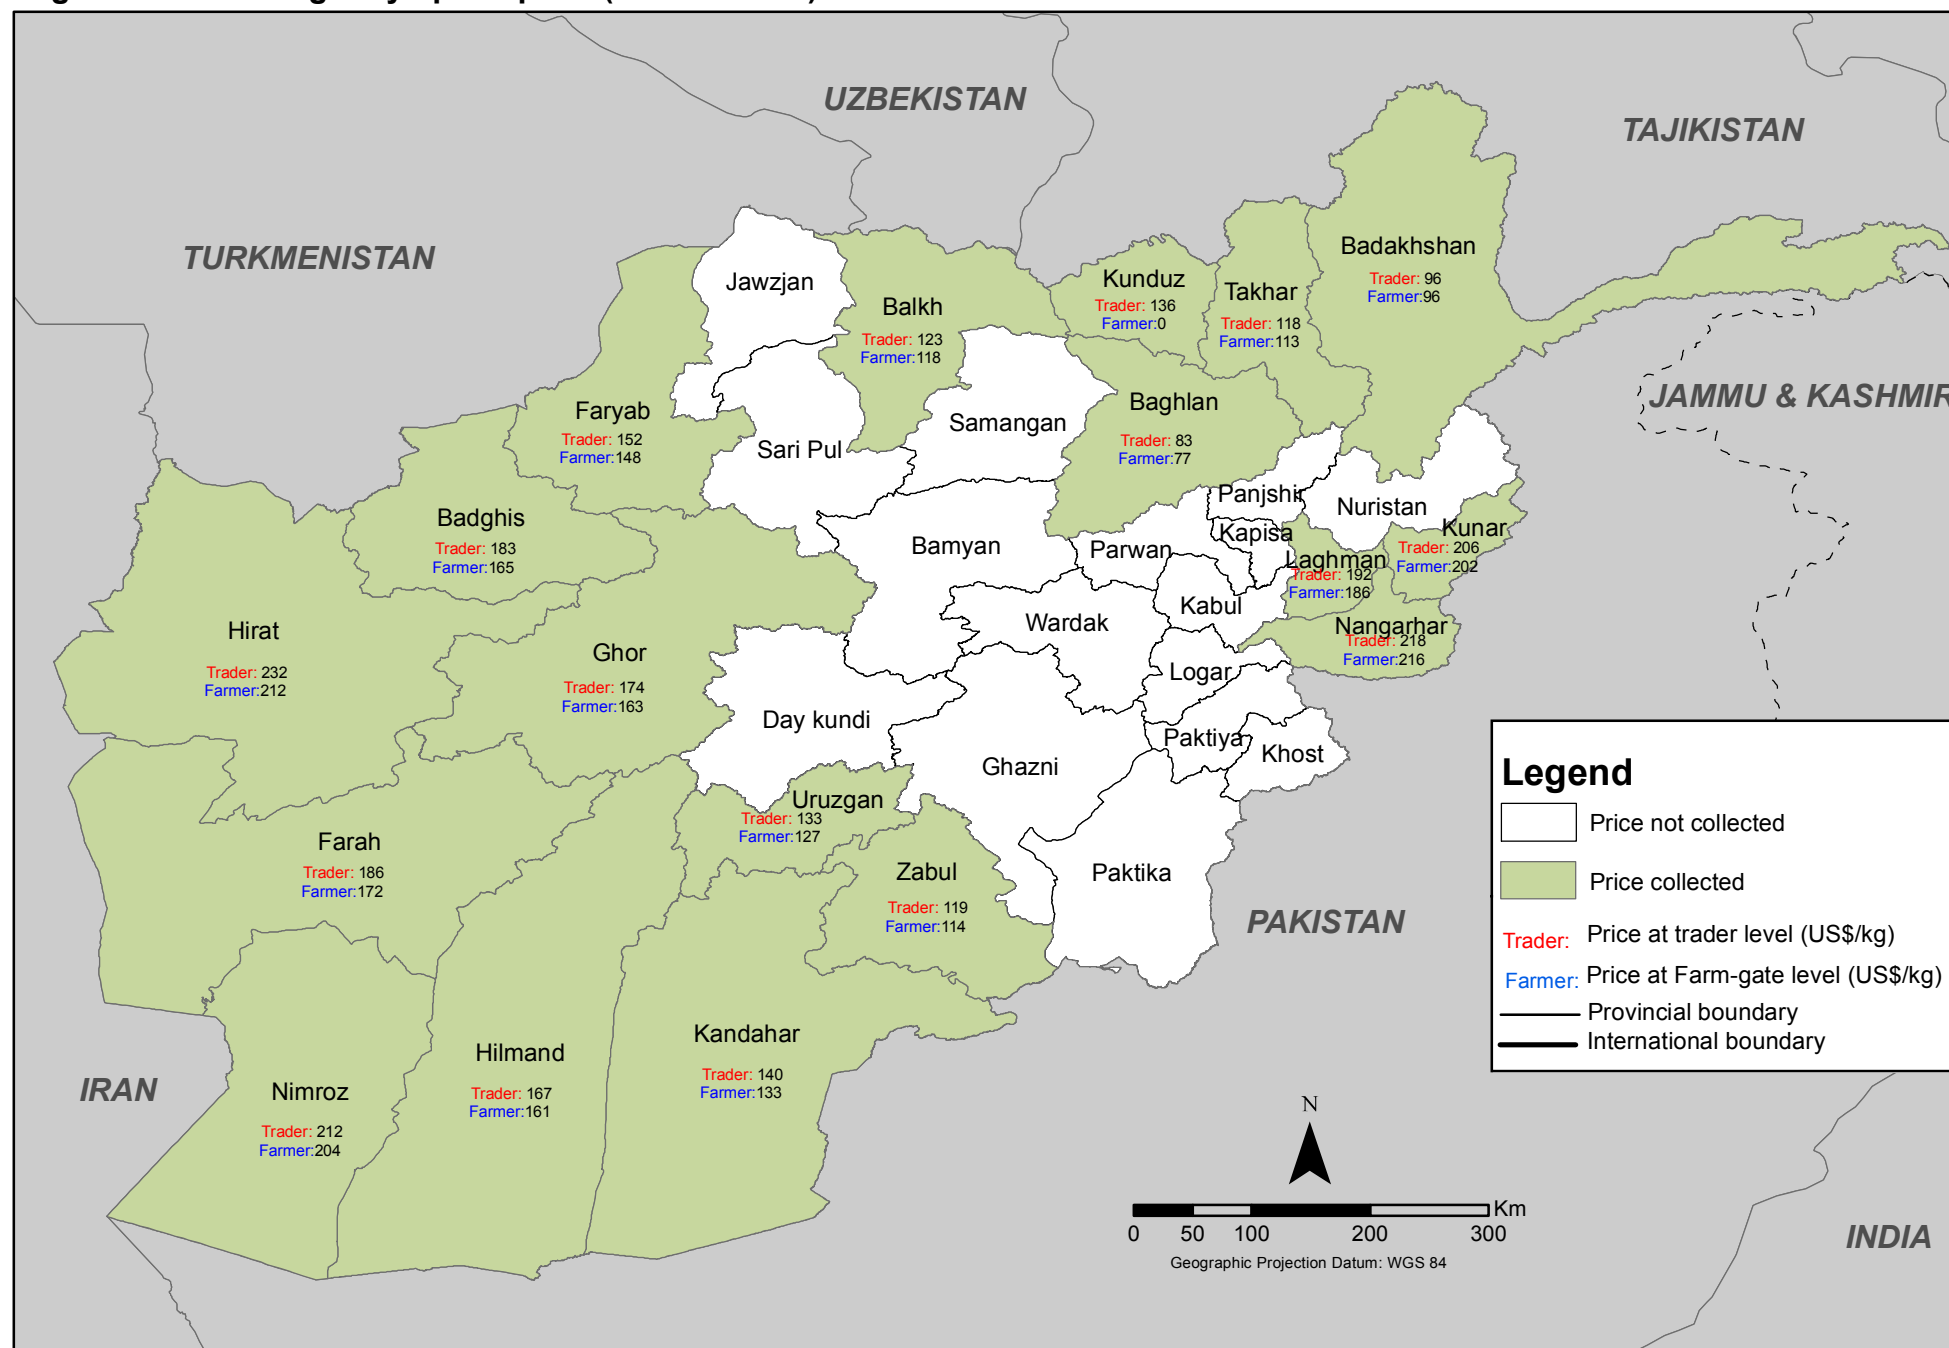 UZBEKISTAN
TAJIKISTAN
TURKMENISTAN
JAMMU & KASHMIR
Badakhshan
Trader: 96
Farmer:96
Kunduz
Trader: 136
Farmer:0
Takhar
Trader: 118
Farmer:113
Jawzjan
Balkh
Trader: 123
Farmer:118
Faryab
Trader: 152
Farmer:148
Sari Pul
Samangan
Baghlan
Trader: 83
Farmer:77
Badghis
Trader: 183
Farmer:165
Bamyan
Panjshir
Nuristan
Kapisa
Parwan
Kunar
Trader: 206
Farmer:202
Laghman
Trader: 192
Farmer:186
Kabul
Wardak
Nangarhar
Trader: 218
Farmer:216
Hirat
Trader: 232
Farmer:212
Ghor
Trader: 174
Farmer:163
Logar
Day kundi
Paktiya
Khost
Ghazni
Uruzgan
Trader: 133
Farmer:127
Farah
Trader: 186
Farmer:172
Zabul
Trader: 119
Farmer:114
Paktika
PAKISTAN
Kandahar
Trader: 140
Farmer:133
Hilmand
Trader: 167
Farmer:161
Nimroz
Trader: 212
Farmer:204
IRAN
INDIA
Legend
Price not collected
Price collected
Trader: Price at trader level (US$/kg)
Farmer: Price at Farm-gate level (US$/kg)
Provincial boundary
International boundary
N
Km
0 50 100 200 300
Geographic Projection Datum: WGS 84